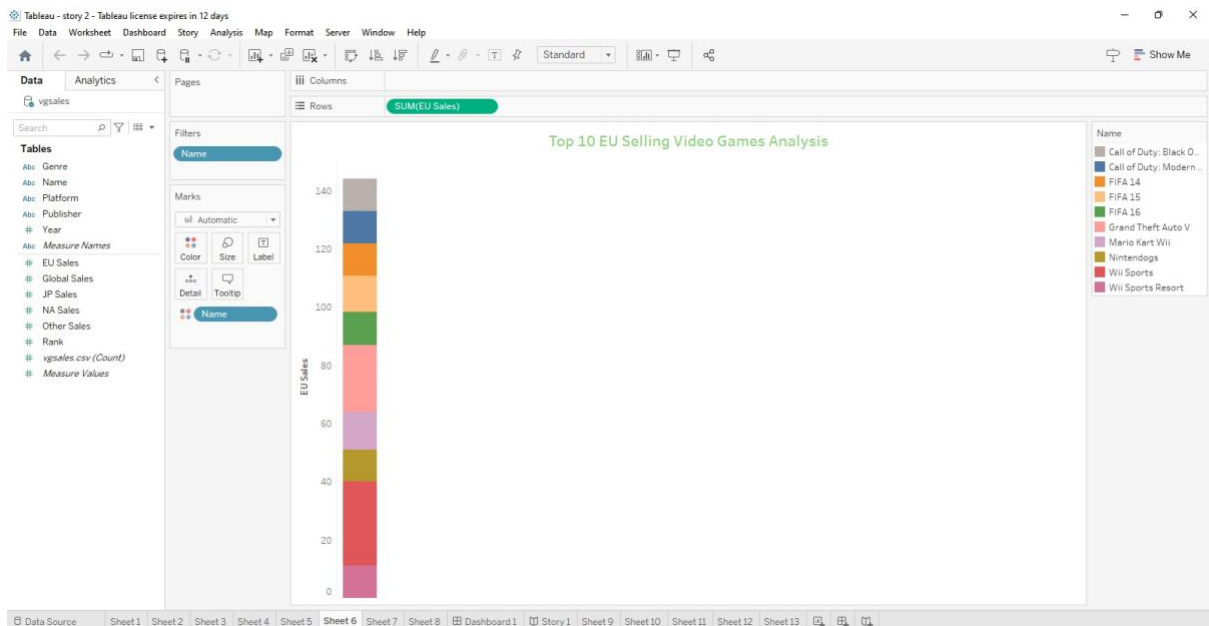 Tableau - story 2 - Tableau license expires in 12 days
File Data Worksheet Dashboard Story Analysis Map Format Server Window Help
Standard
Show Me
Data Analytics
vgsales
Search
Tables
Abc Genre
Abc Name
Abc Platform
Abc Publisher
# Year
Abc Measure Names
# EU Sales
# Global Sales
# JP Sales
# NA Sales
# Other Sales
# Rank
# vgsales.csv (Count)
# Measure Values
Pages
Filters
Name
Marks
Automatic
Color Size Label
Detail Tooltip
Name
Columns
Rows SUM(EU Sales)
Top 10 EU Selling Video Games Analysis
EU Sales
140
120
100
80
60
40
20
0
Name
Call of Duty: Black O..
Call of Duty: Modern ..
FIFA 14
FIFA 15
FIFA 16
Grand Theft Auto V
Mario Kart Wii
Nintendogs
Wii Sports
Wii Sports Resort
Data Source Sheet 1 Sheet 2 Sheet 3 Sheet 4 Sheet 5 Sheet 6 Sheet 7 Sheet 8 Dashboard 1 Story 1 Sheet 9 Sheet 10 Sheet 11 Sheet 12 Sheet 13